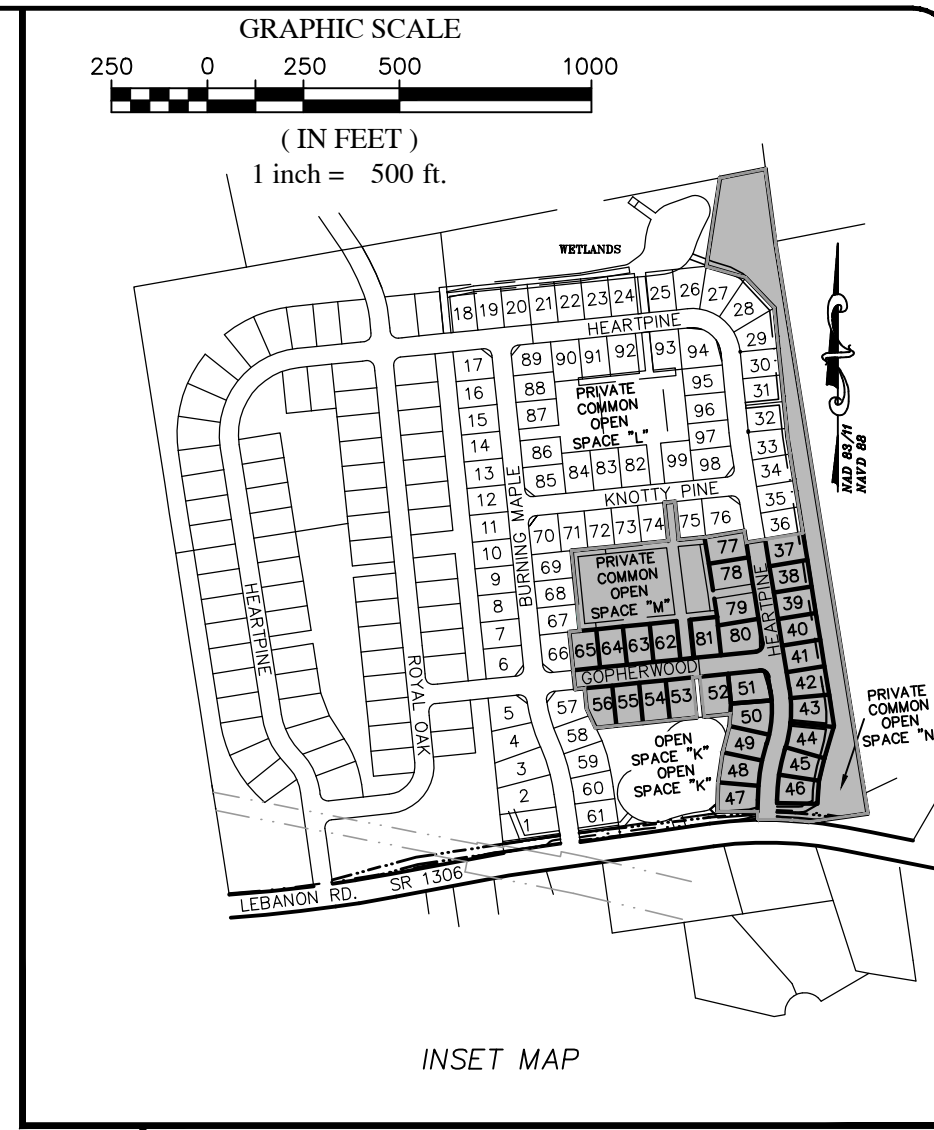 GRAPHIC SCALE
250 0 250 500 1000
( IN FEET )
1 inch = 500 ft.
WETLANDS
18 19 20 21 22 23 24 25 26 27 28
HEARTPINE
29
30
31
32
33
34
35
36
17
16
15
14
13
12
11
10
9
8
7
6
5
4
3
2
1
89 90 91 92 93 94
88
87
86
85 84 83 82 99 98
95
96
97
PRIVATE
COMMON
OPEN
SPACE "L"
KNOTTY PINE
BURNING MAPLE
NAD 83/11
NAVD 88
70 71 72 73 74 75 76
69
68
67
66
PRIVATE
COMMON
OPEN
SPACE "M"
77
78
79
80
81
65 64 63 62
GOPHERWOOD
HEARTPINE
37
38
39
40
41
42
43
44
45
46
56 55 54 53 52 51
50
49
48
47
57
58
59
60
61
OPEN
SPACE "K"
OPEN
SPACE "K"
PRIVATE
COMMON
OPEN
SPACE "N
HEARTPINE
ROYAL OAK
LEBANON RD. SR 1306
INSET MAP